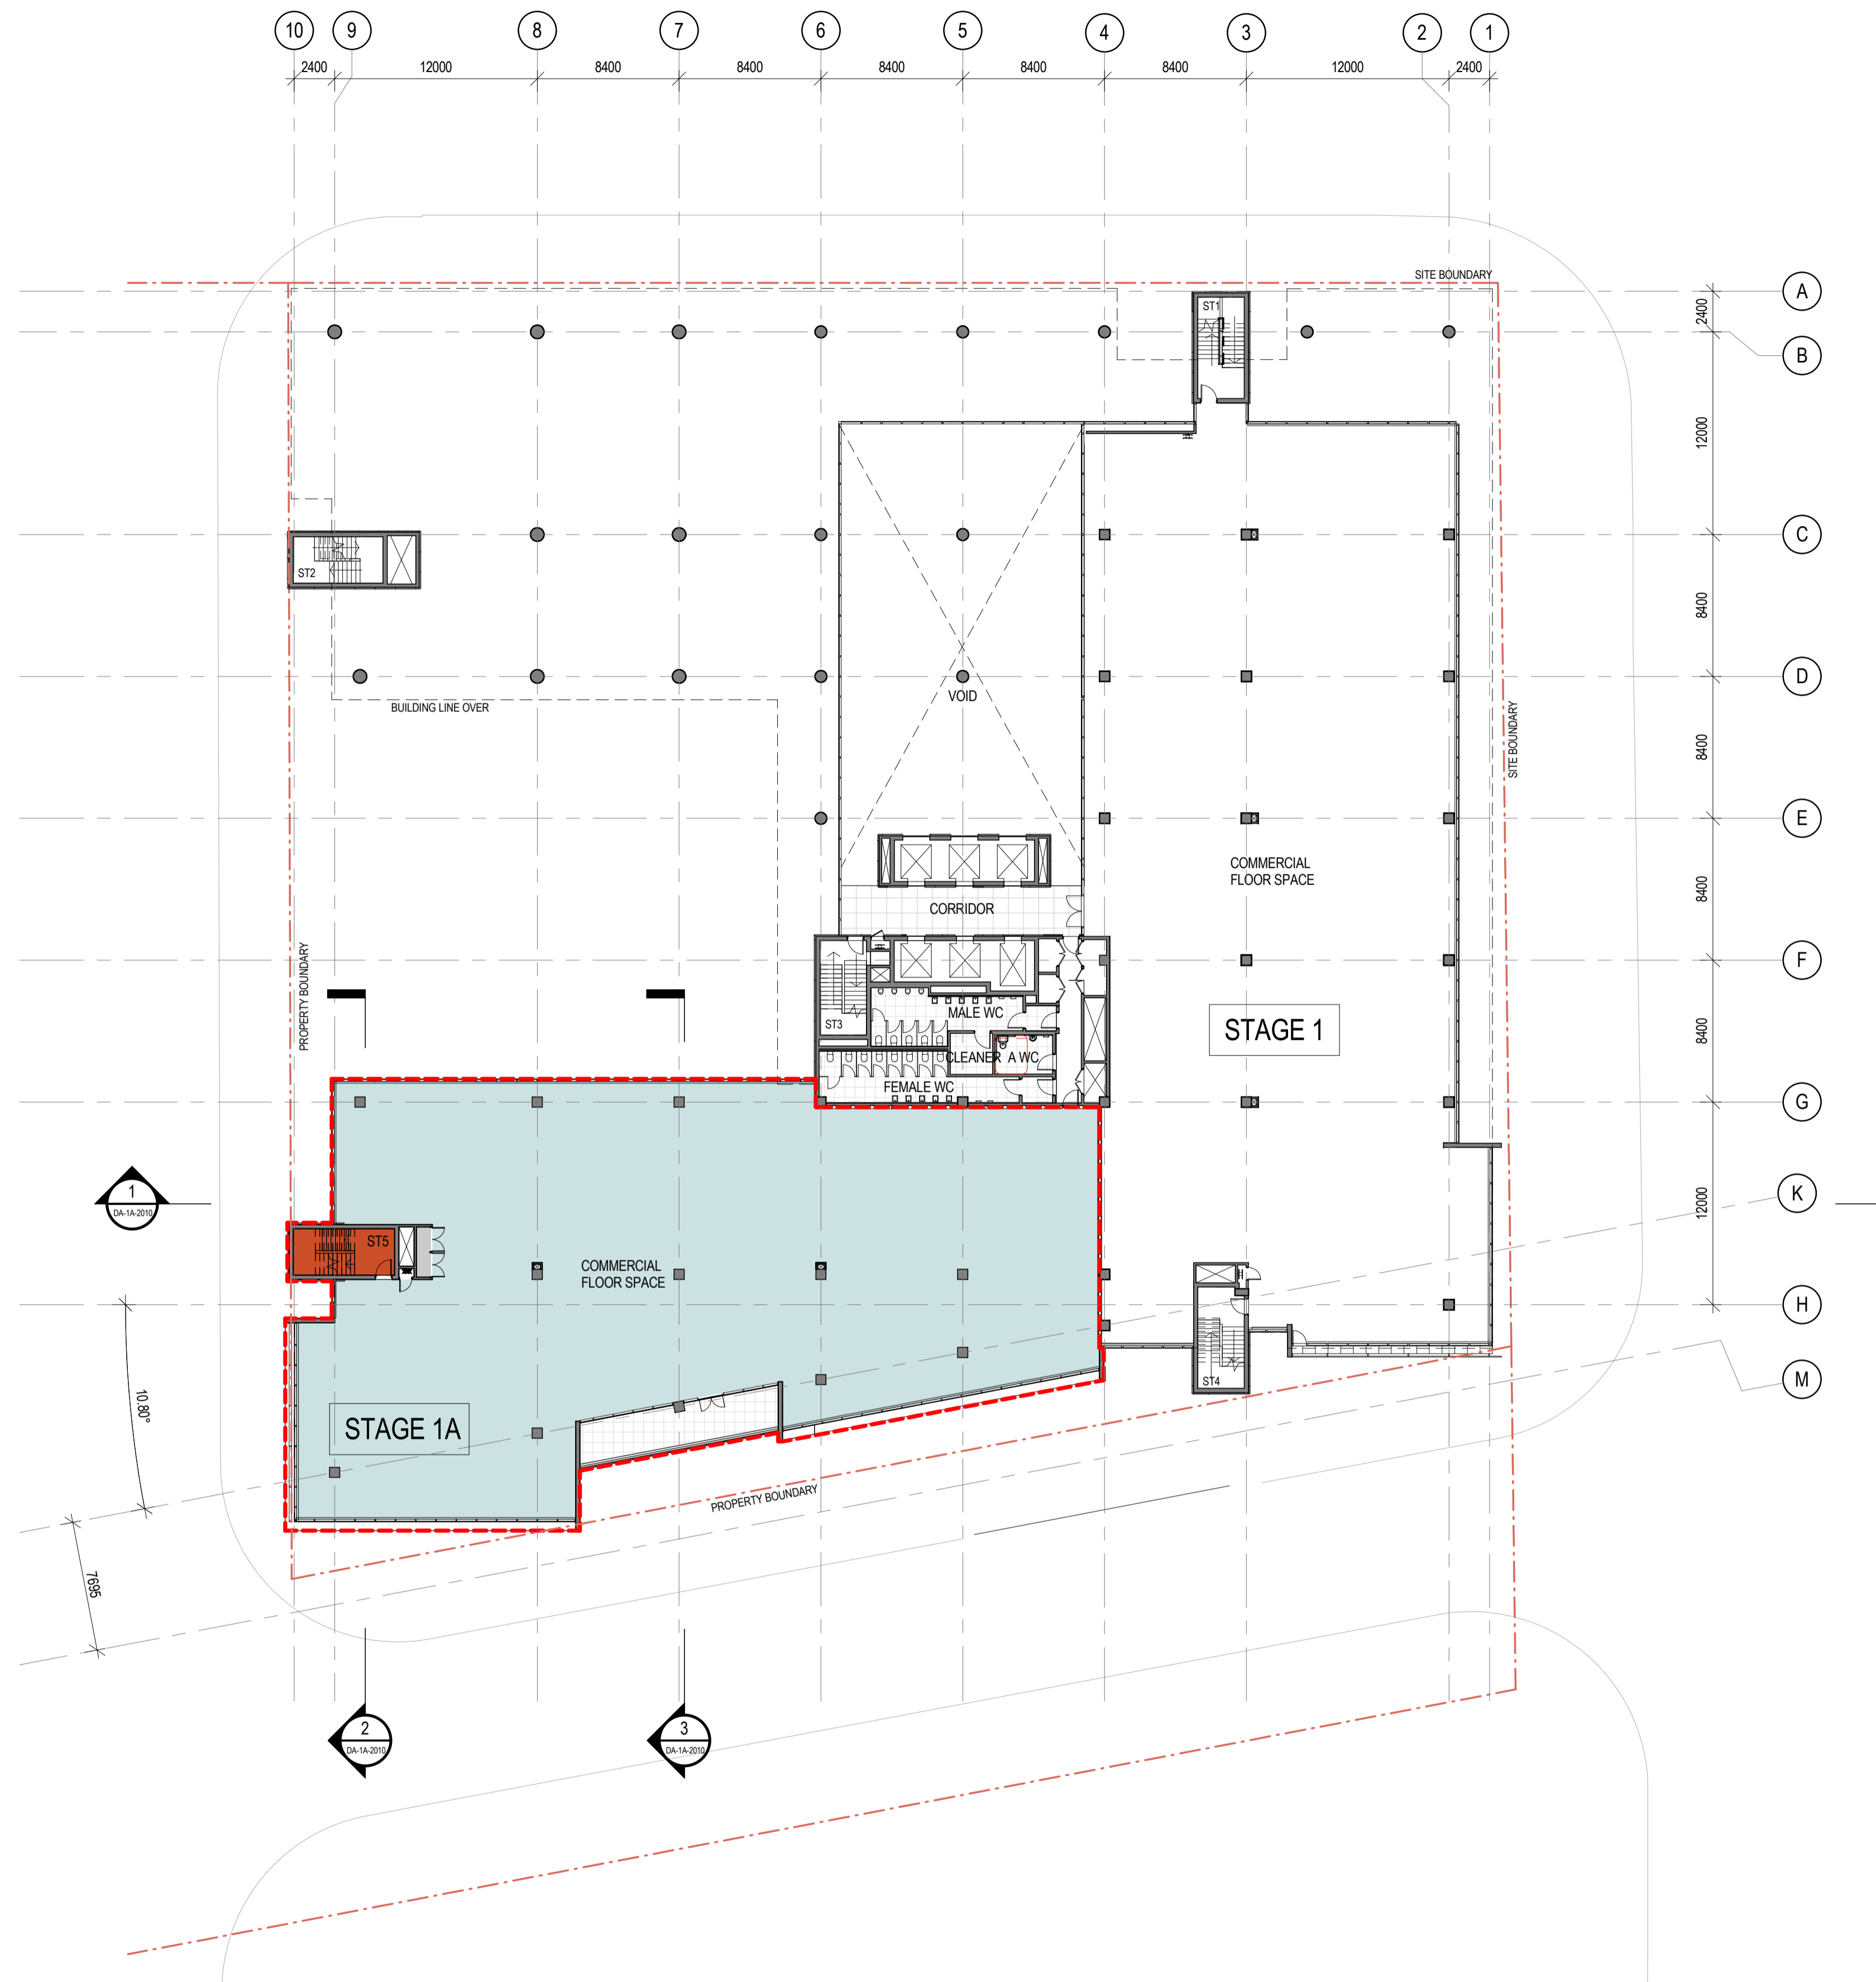 10 9 8 7 6 5 4 3 2 1
2400 12000 8400 8400 8400 8400 8400 12000 2400
SITE BOUNDARY
A
ST1
2400
B
12000
C
ST2
8400
D
VOID
BUILDING LINE OVER
SITE BOUNDARY
8400
E
COMMERCIAL
FLOOR SPACE
8400
CORRIDOR
PROPERTY BOUNDARY
F
MALE WC
ST3
STAGE 1
8400
CLEANER A WC
FEMALE WC
G
1
DA-1A-2010
K
12000
ST5
COMMERCIAL
FLOOR SPACE
H
ST4
M
10.80°
STAGE 1A
PROPERTY BOUNDARY
7695
2
DA-1A-2010
3
DA-1A-2010